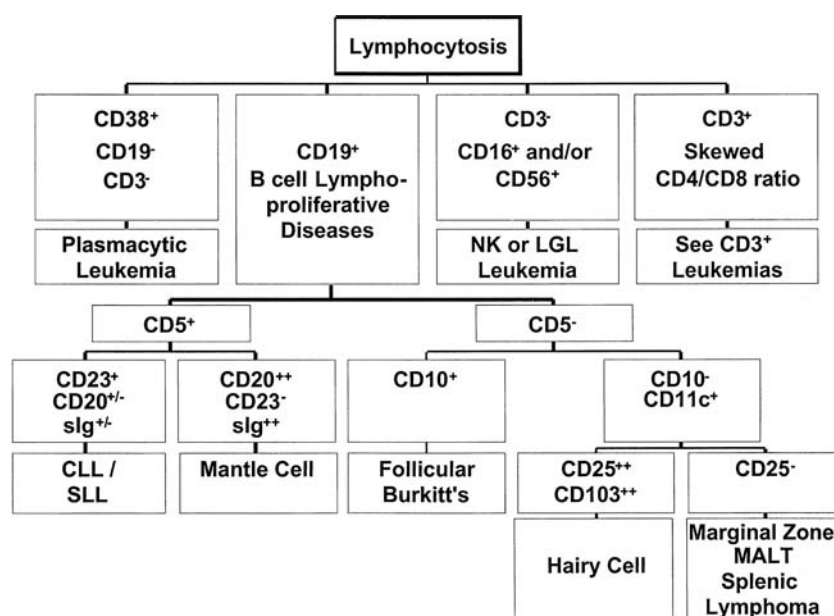 Lymphocytosis
CD38⁺
CD19⁻
CD3⁻
Plasmacytic
Leukemia
CD19⁺
B cell Lympho-
proliferative
Diseases
CD3⁻
CD16⁺ and/or
CD56⁺
NK or LGL
Leukemia
CD3⁺
Skewed
CD4/CD8 ratio
See CD3⁺
Leukemias
CD5⁺
CD5⁻
CD23⁺
CD20⁺/⁻
sIg⁺/⁻
CLL /
SLL
CD20⁺⁺
CD23⁻
sIg⁺⁺
Mantle Cell
CD10⁺
Follicular
Burkitt's
CD10⁻
CD11c⁺
CD25⁺⁺
CD103⁺⁺
Hairy Cell
CD25⁻
Marginal Zone
MALT
Splenic
Lymphoma